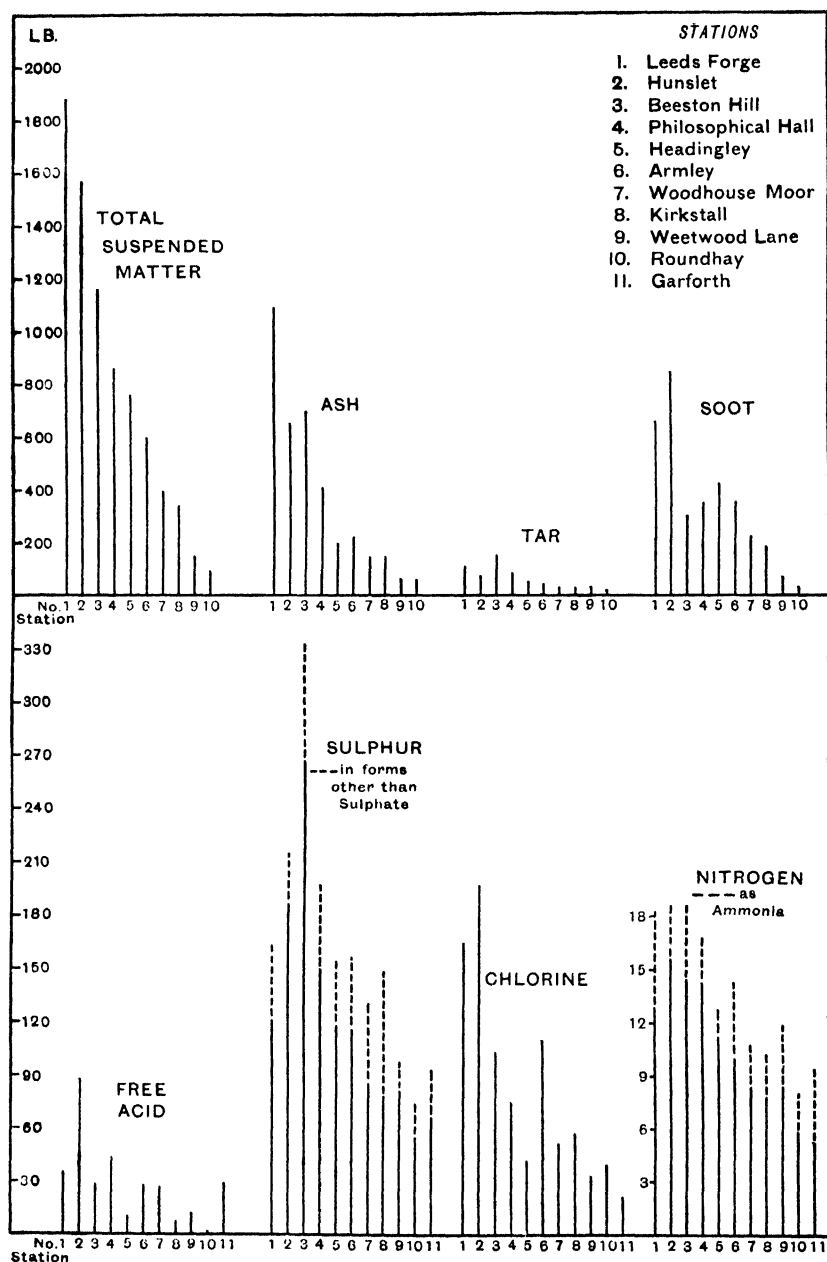 LB.
2000
1800
1600
1400
1200
1000
800
600
400
200
STATIONS
1. Leeds Forge
2. Hunslet
3. Beeston Hill
4. Philosophical Hall
5. Headingley
6. Armley
7. Woodhouse Moor
8. Kirkstall
9. Weetwood Lane
10. Roundhay
11. Garforth
TOTAL
SUSPENDED
MATTER
ASH
TAR
SOOT
No. 1 2 3 4 5 6 7 8 9 10
Station
1 2 3 4 5 6 7 8 9 10
1 2 3 4 5 6 7 8 9 10
1 2 3 4 5 6 7 8 9 10
330
300
270
240
210
180
150
120
90
60
30
FREE
ACID
SULPHUR
----in forms
other than
Sulphate
CHLORINE
NITROGEN
---- as
Ammonia
18
15
12
9
6
3
No. 1 2 3 4 5 6 7 8 9 10 11
Station
1 2 3 4 5 6 7 8 9 10 11
1 2 3 4 5 6 7 8 9 10 11
1 2 3 4 5 6 7 8 9 10 11